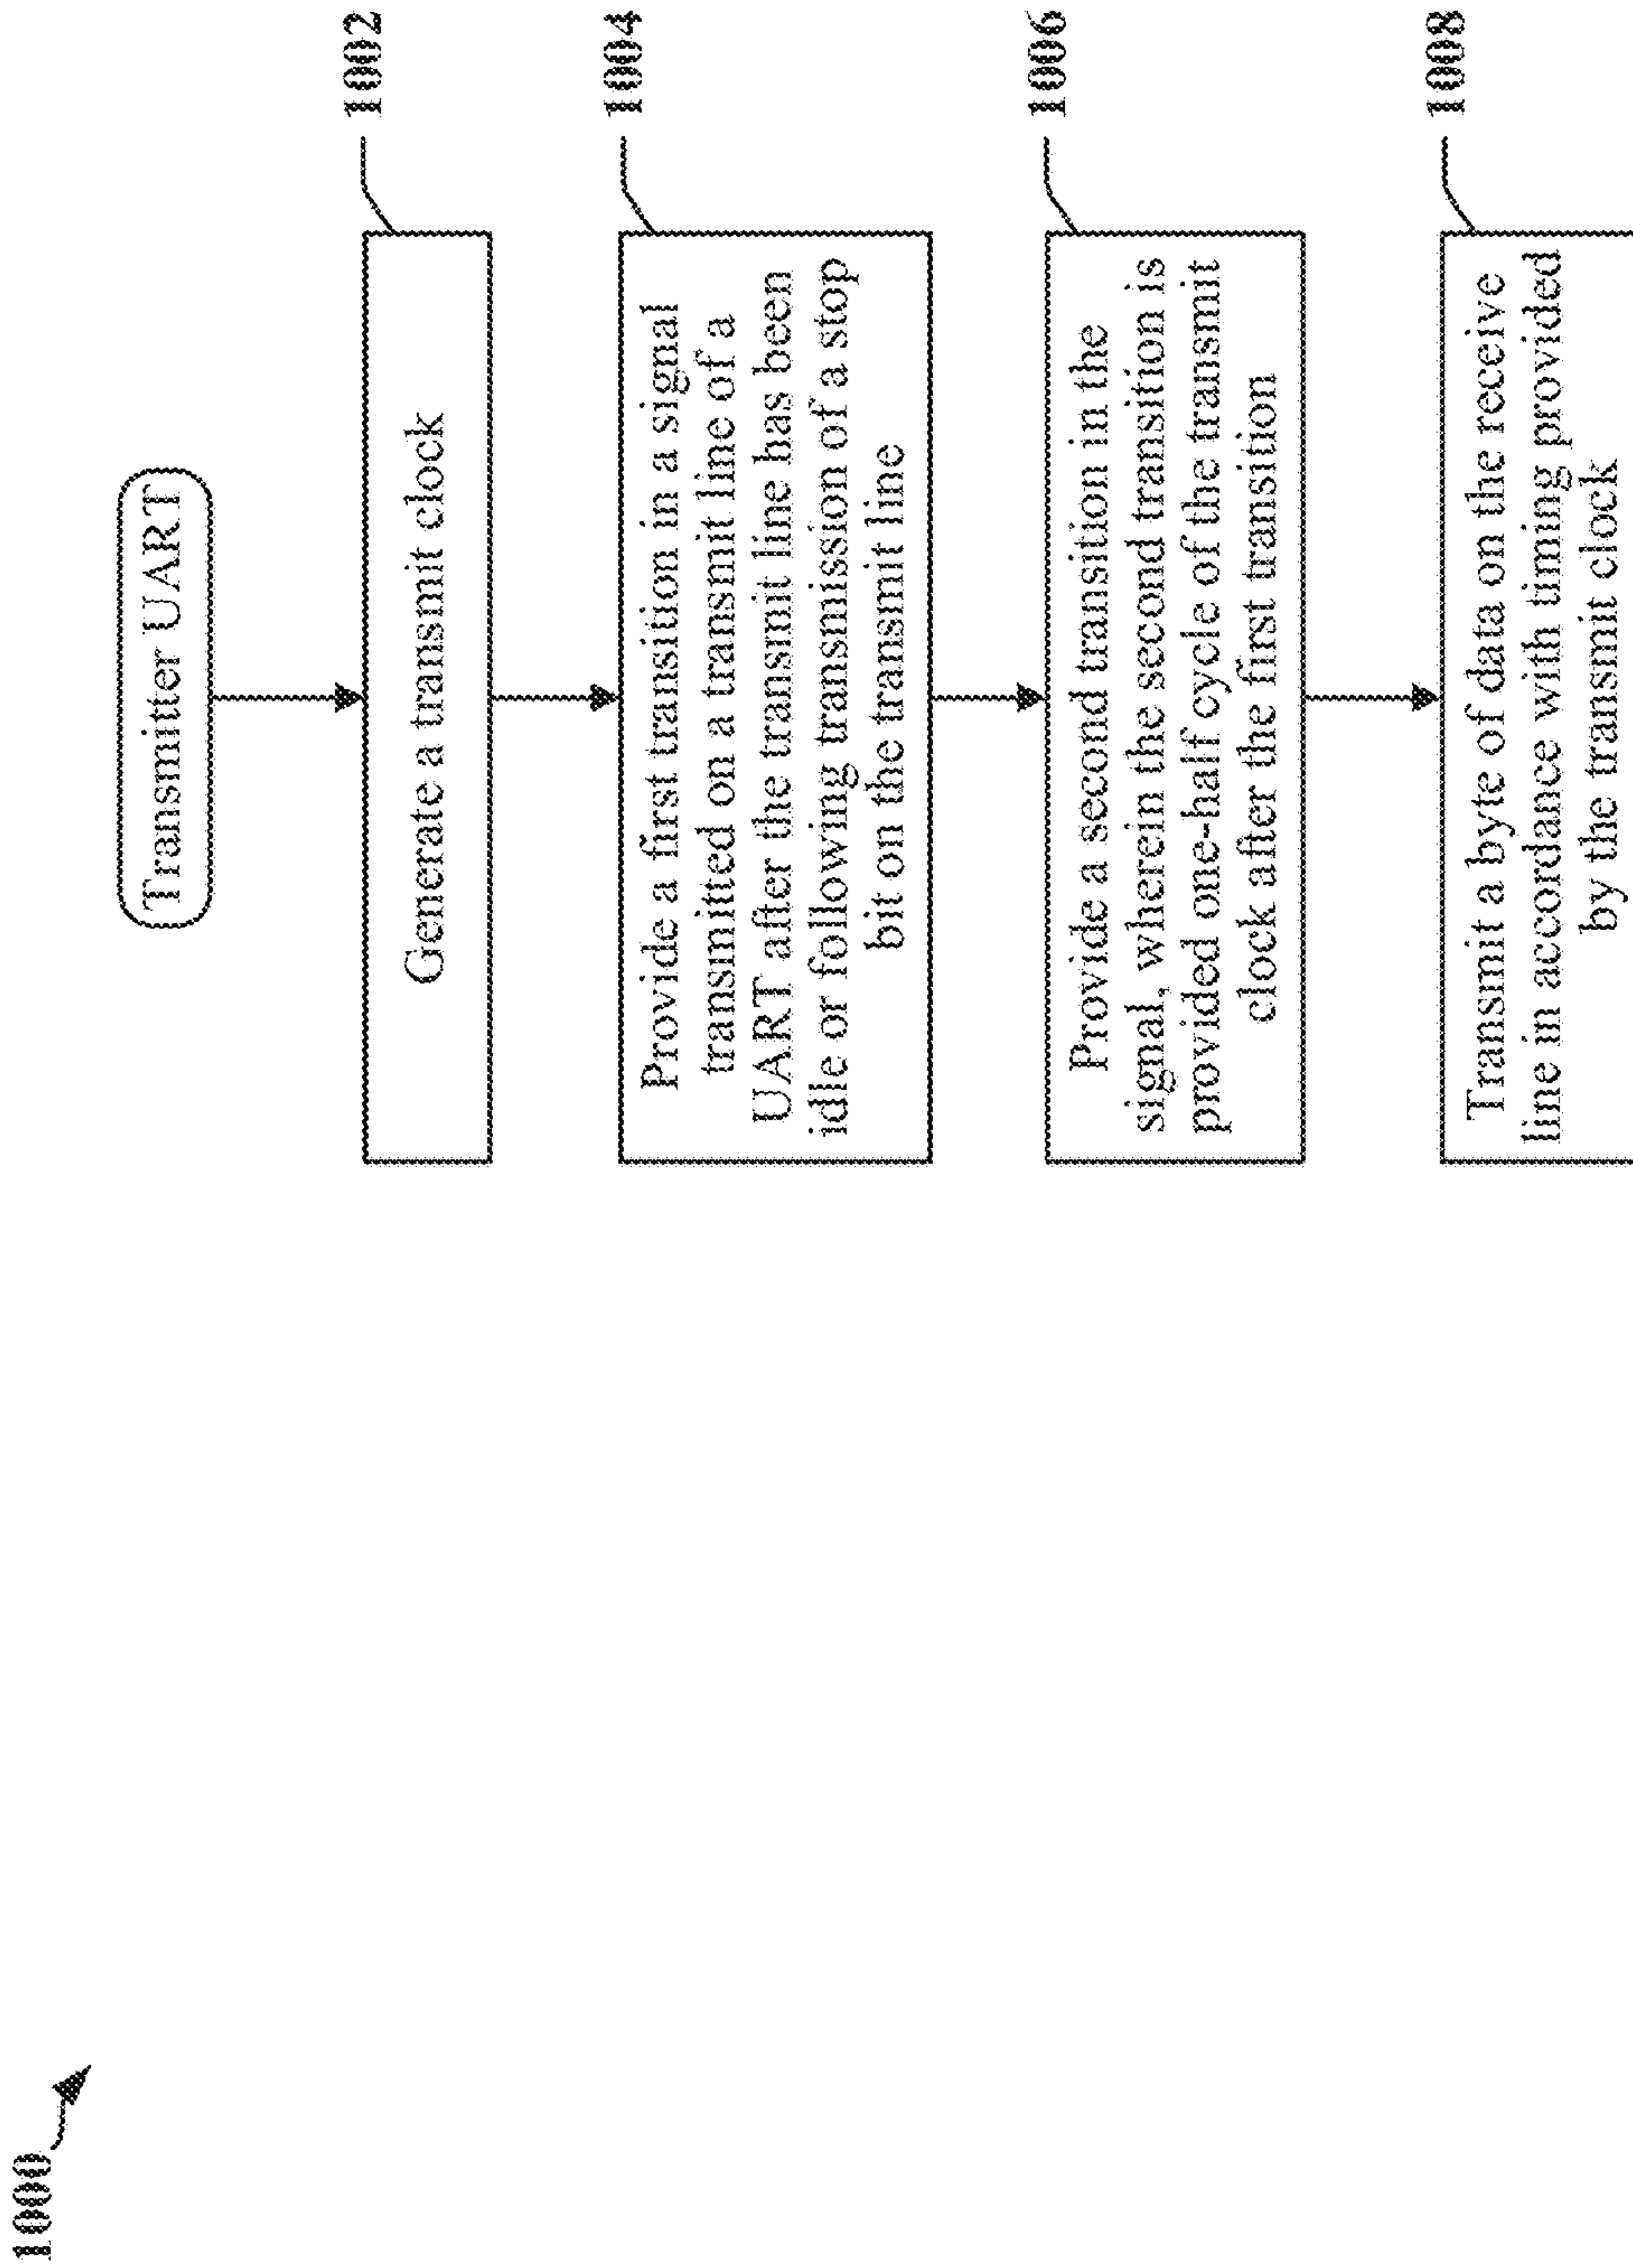 1000
Transmitter UART
1002
Generate a transmit clock
1004
Provide a first transition in a signal
transmitted on a transmit line of a
UART after the transmit line has been
idle or following transmission of a stop
bit on the transmit line
1006
Provide a second transition in the
signal, wherein the second transition is
provided one-half cycle of the transmit
clock after the first transition
1008
Transmit a byte of data on the receive
line in accordance with timing provided
by the transmit clock